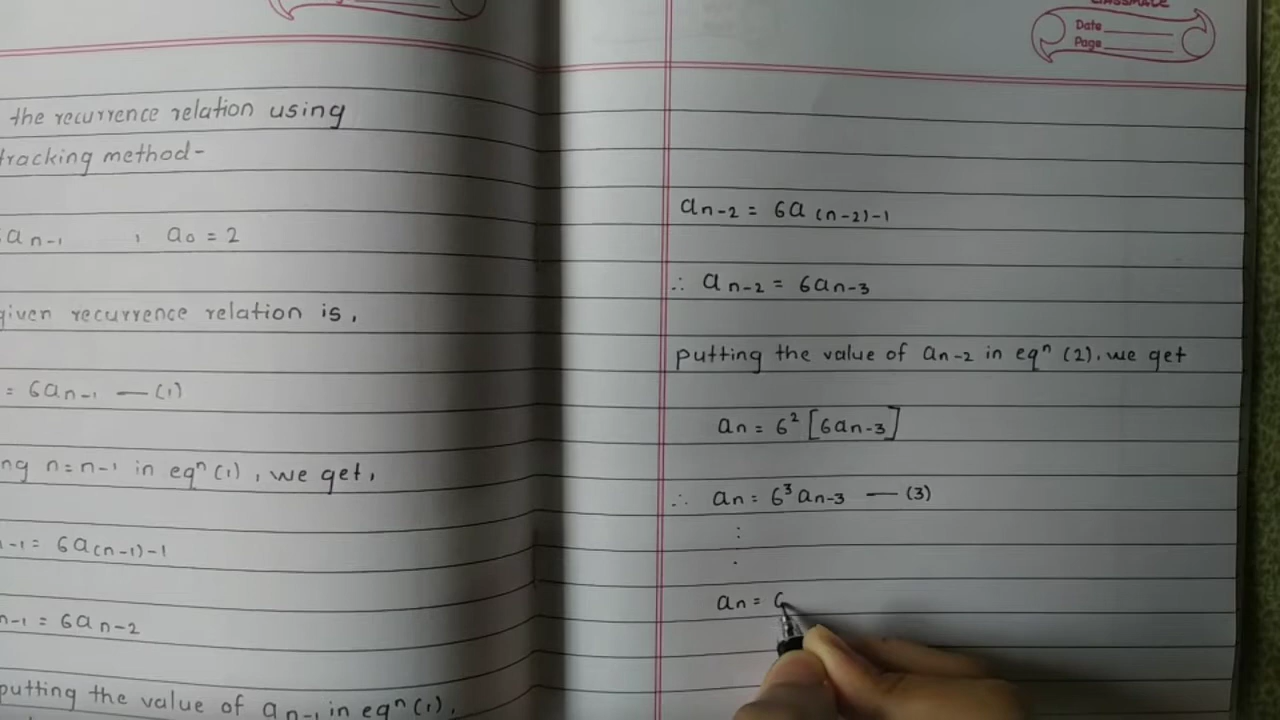 the recurrence relation using
tracking method-
6an-1 , a0 = 2
given recurrence relation is,
= 6an-1 — (1)
ng n=n-1 in eqⁿ(1), we get,
n-1 = 6a(n-1)-1
n-1 = 6an-2
putting the value of an-1 in eqⁿ(1),
classmate
Date
Page
an-2 = 6a(n-2)-1
∴ an-2 = 6an-3
putting the value of an-2 in eqⁿ (2), we get
an = 6² [6an-3]
∴ an = 6³ an-3 — (3)
:
.
an = 6